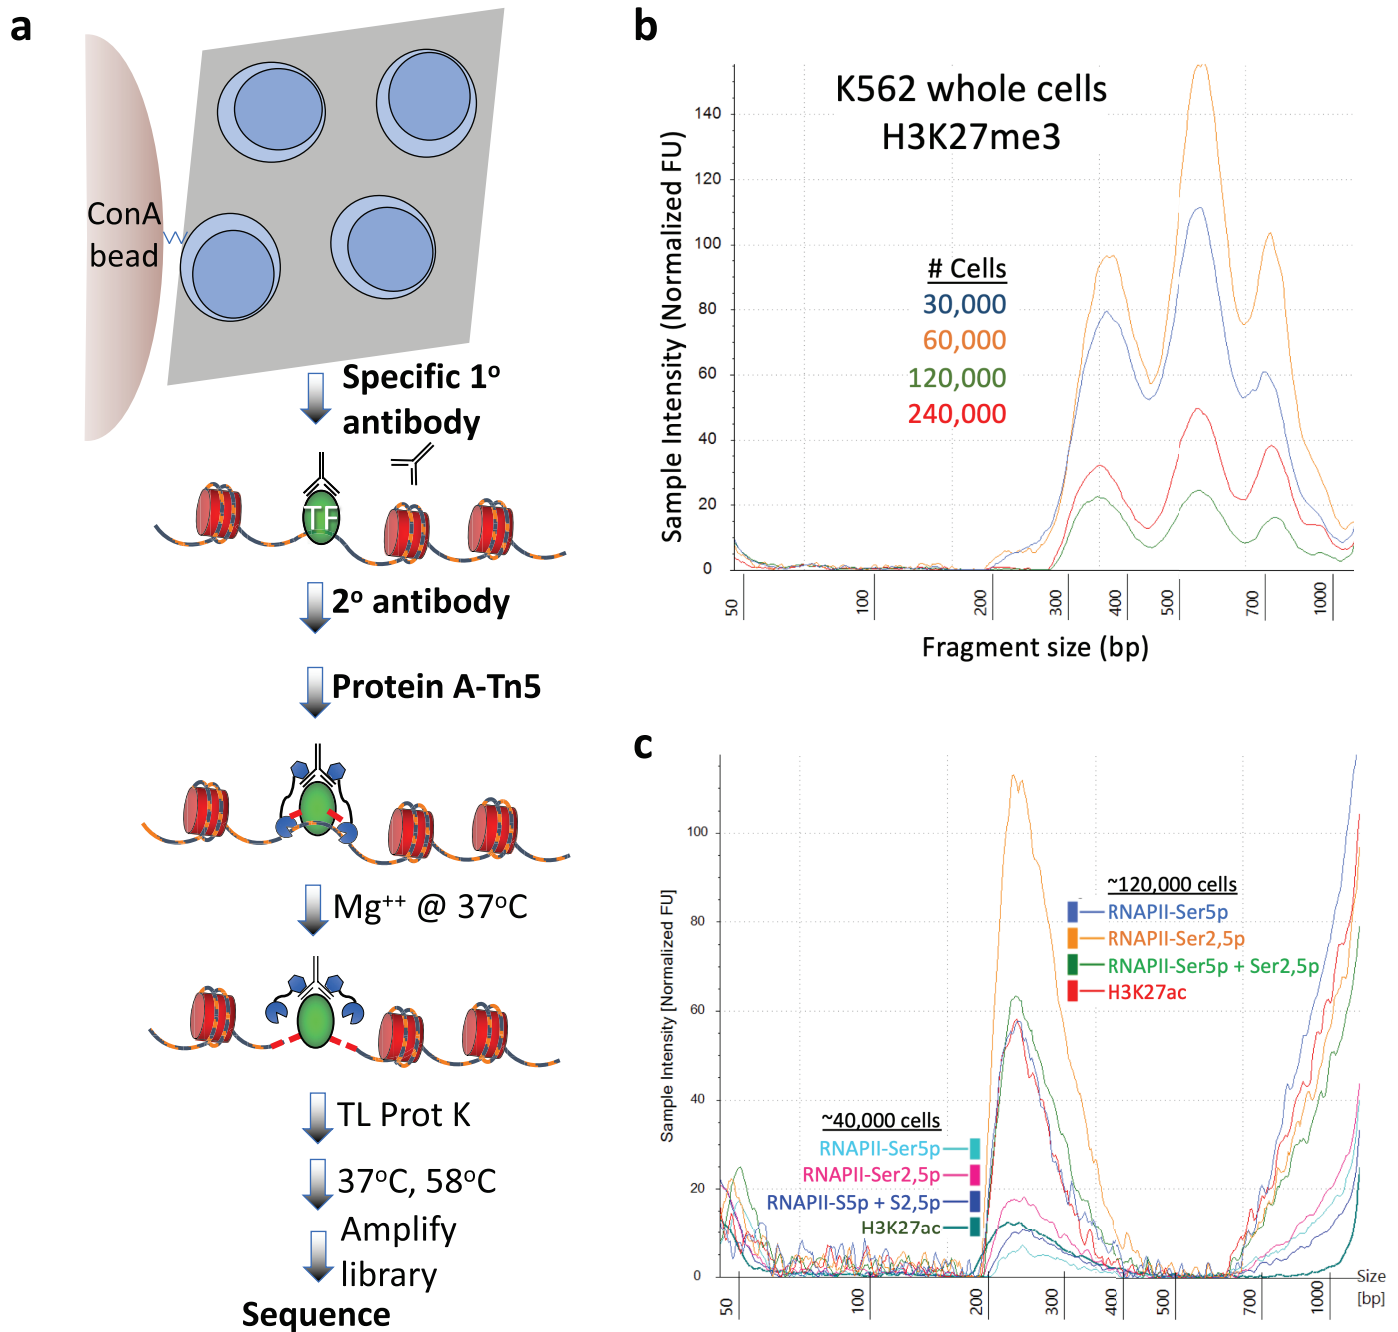 a
ConA
bead
Specific 1º
antibody
TF
2º antibody
Protein A-Tn5
Mg⁺⁺ @ 37ºC
TL Prot K
37ºC, 58ºC
Amplify
library
Sequence
b
K562 whole cells
H3K27me3
Sample Intensity (Normalized FU)
140
120
100
80
60
40
20
0
# Cells
30,000
60,000
120,000
240,000
50
100
200
300
400
500
700
1000
Fragment size (bp)
c
Sample Intensity [Normalized FU]
100
80
60
40
20
0
~120,000 cells
RNAPII-Ser5p
RNAPII-Ser2,5p
RNAPII-Ser5p + Ser2,5p
H3K27ac
~40,000 cells
RNAPII-Ser5p
RNAPII-Ser2,5p
RNAPII-S5p + S2,5p
H3K27ac
50
100
200
300
400
500
700
1000
Size
[bp]